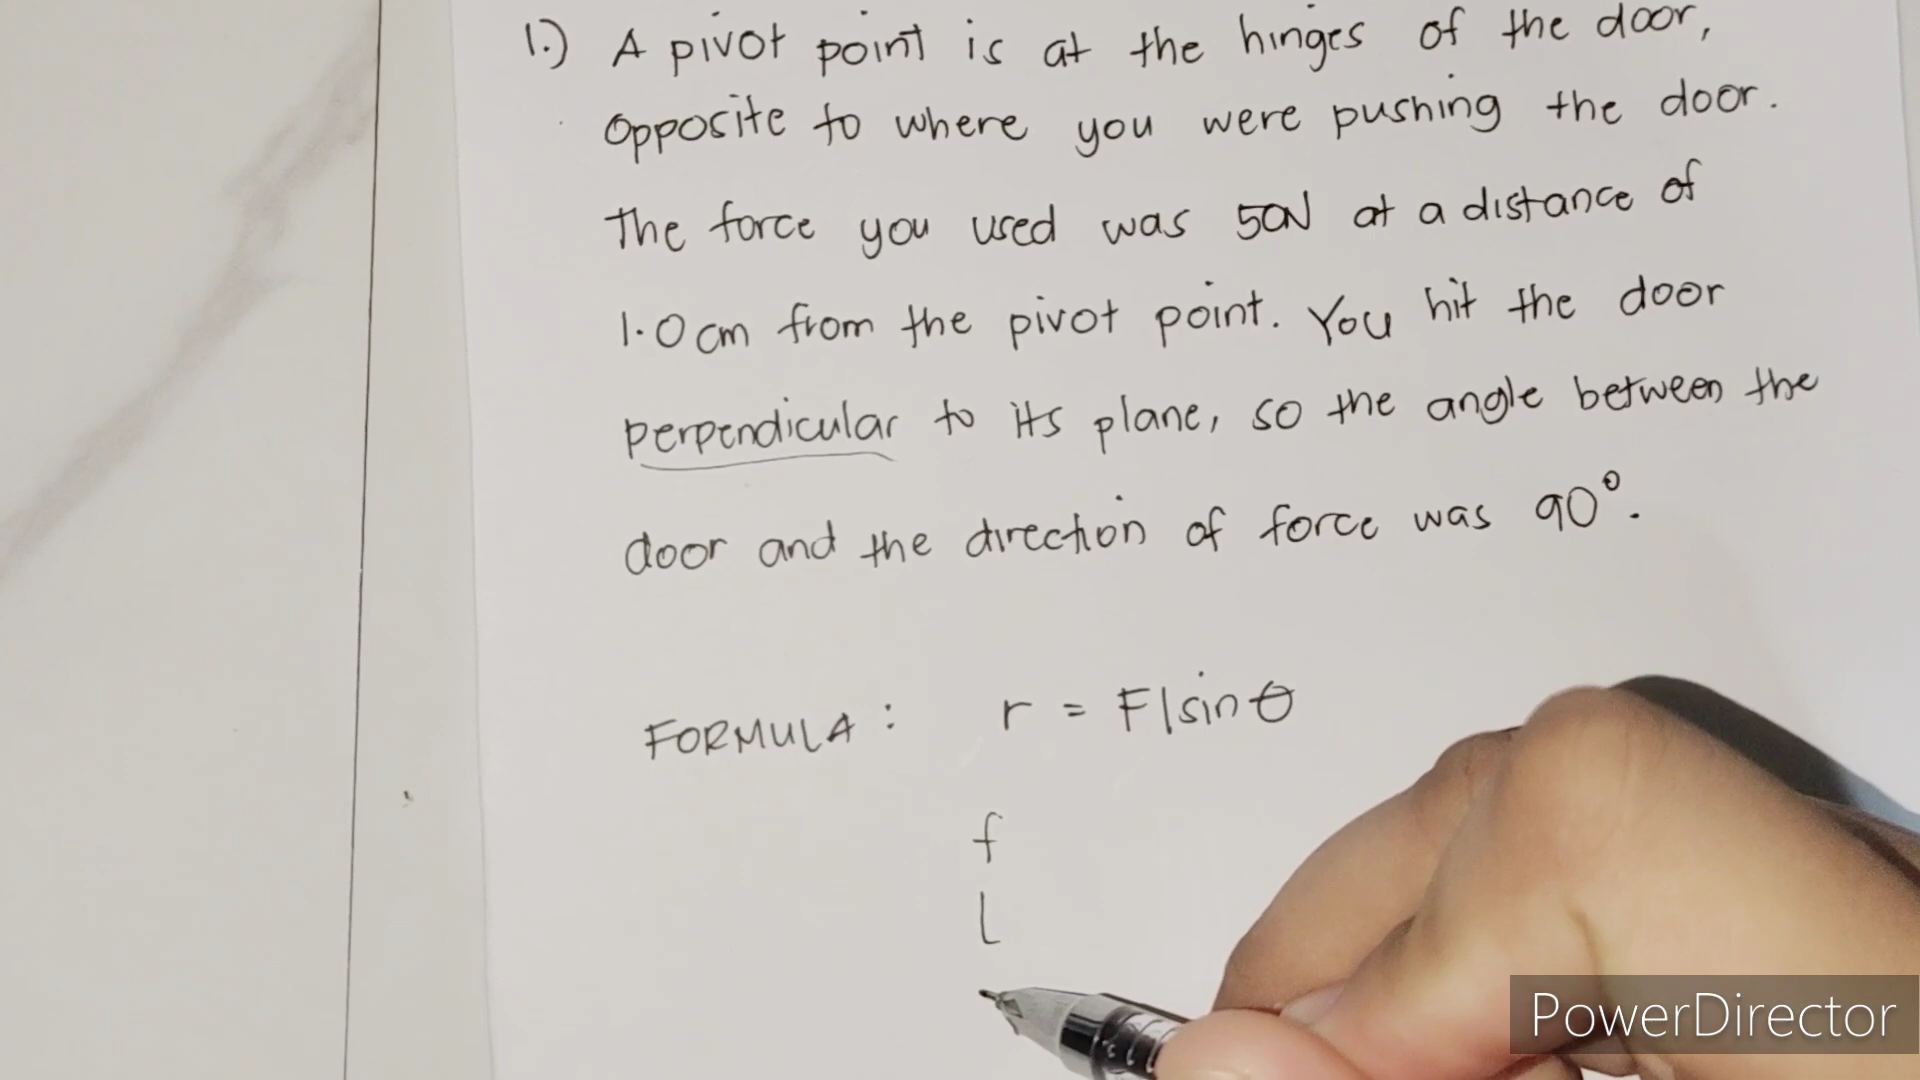 1.) A pivot point is at the hinges of the door,
opposite to where you were pushing the door.
The force you used was 50N at a distance of
1.0 cm from the pivot point. You hit the door
perpendicular to its plane, so the angle between the
door and the direction of force was 90°.
FORMULA: r = Flsinθ
f
l
PowerDirector